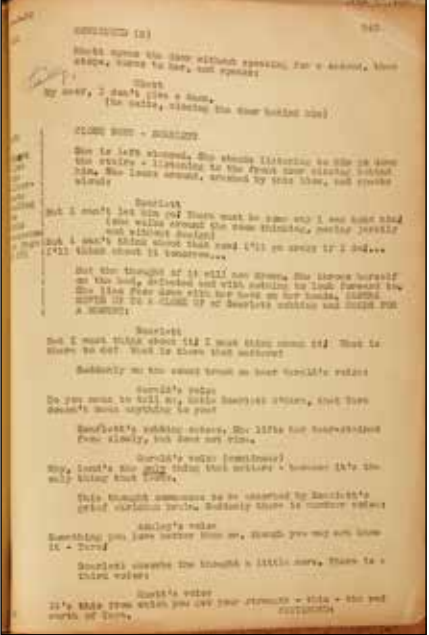 CONTINUED (2)
Rhett opens the door without speaking for a second, then
stops, turns to her, and speaks:
Rhett
My dear, I don't give a damn.
(he exits, closing the door behind him)
CLOSE SHOT - SCARLETT
She is left stunned. She stands listening to him go down
the stairs - listening to the front door closing behind
him. She looks around, crushed by this blow, and speaks
aloud:
Scarlett
But I can't let him go! There must be some way I can
(she walks around the room thinking, moving
and without design)
But I can't think about that now! I'll go crazy if I do!...
I'll think about it tomorrow...
But the thought of it will not down. She throws herself
on the bed, defeated and with nothing to look forward to.
She lies face down with her head on her hands. CAMERA
MOVES UP TO A CLOSE UP of Scarlett sobbing and HOLDS FOR
A MOMENT:
Scarlett
But I must think about it! I must think about it! What is
there to do? What is there that matters?
Suddenly on the sound track we hear Gerald's voice:
Gerald's voice
Do you mean to tell me, Katie Scarlett O'Hara, that Tara
doesn't mean anything to you?
Scarlett's sobbing ceases. She lifts her tear-stained
face slowly, but does not rise.
Gerald's voice (continues)
Why, land's the only thing that matters - because it's the
only thing that lasts.
This thought commences to be absorbed by Scarlett's
grief stricken brain. Suddenly there is another voice:
Ashley's voice
Something you love better than me, though you may not know
it - Tara!
Scarlett absorbs the thought a little more. There is a
third voice:
Rhett's voice
It's this from which you get your strength - this - the red
earth of Tara.
CONTINUED